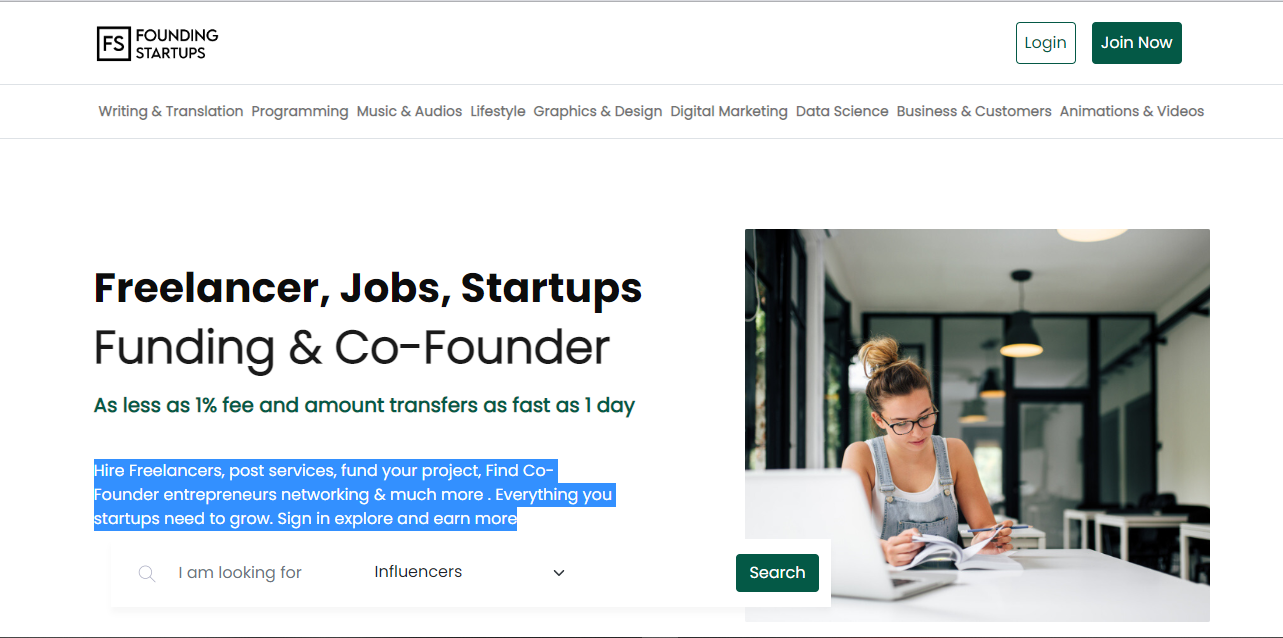 FS FOUNDING
STARTUPS
Login
Join Now
Writing & Translation Programming Music & Audios Lifestyle Graphics & Design Digital Marketing Data Science Business & Customers Animations & Videos
Freelancer, Jobs, Startups
Funding & Co-Founder
As less as 1% fee and amount transfers as fast as 1 day
Hire Freelancers, post services, fund your project, Find Co-
Founder entrepreneurs networking & much more . Everything you
startups need to grow. Sign in explore and earn more
I am looking for
Influencers
Search